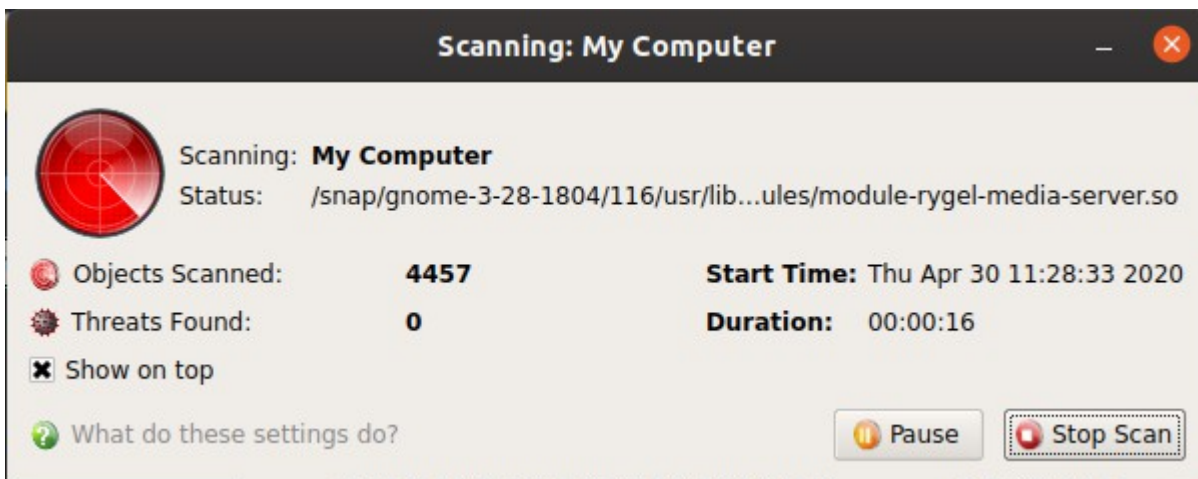 Scanning: My Computer
Scanning: My Computer
Status: /snap/gnome-3-28-1804/116/usr/lib...ules/module-rygel-media-server.so
Objects Scanned: 4457 Start Time: Thu Apr 30 11:28:33 2020
Threats Found: 0 Duration: 00:00:16
Show on top
What do these settings do? Pause Stop Scan